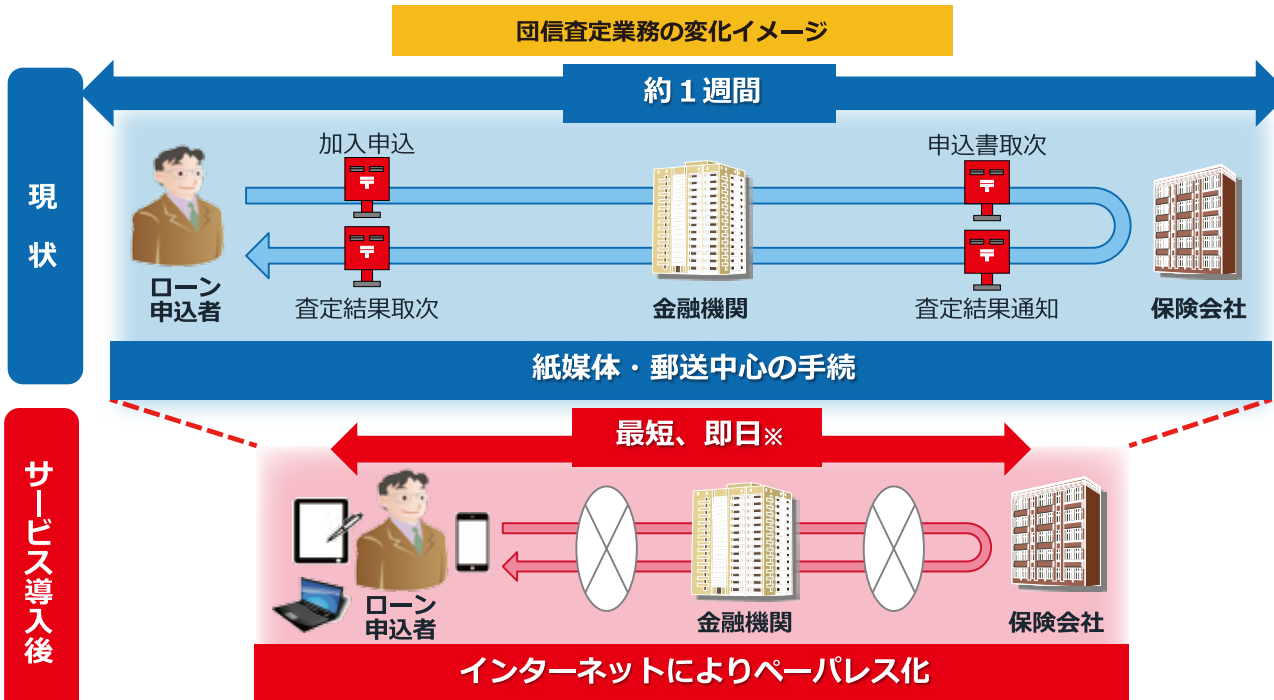 団信査定業務の変化イメージ
現状
約１週間
加入申込
申込書取次
〒
〒
〒
〒
ローン
申込者
査定結果取次
金融機関
査定結果通知
保険会社
紙媒体・郵送中心の手続
サービス導入後
最短、即日※
ローン
申込者
金融機関
保険会社
インターネットによりペーパレス化